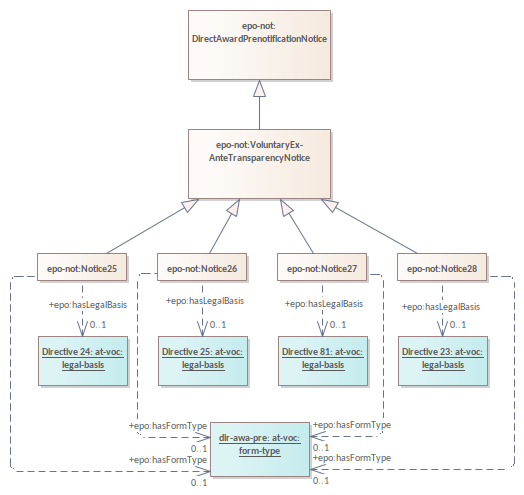 epo-not:
DirectAwardPrenotificationNotice
epo-not:VoluntaryEx-
AnteTransparencyNotice
epo-not:Notice25
epo-not:Notice26
epo-not:Notice27
epo-not:Notice28
+epo:hasLegalBasis
+epo:hasLegalBasis
+epo:hasLegalBasis
+epo:hasLegalBasis
0..1
0..1
0..1
0..1
Directive 24: at-voc:
legal-basis
Directive 25: at-voc:
legal-basis
Directive 81: at-voc:
legal-basis
Directive 23: at-voc:
legal-basis
+epo:hasFormType
0..1
+epo:hasFormType
0..1
dir-awa-pre: at-voc:
form-type
+epo:hasFormType
0..1
+epo:hasFormType
0..1